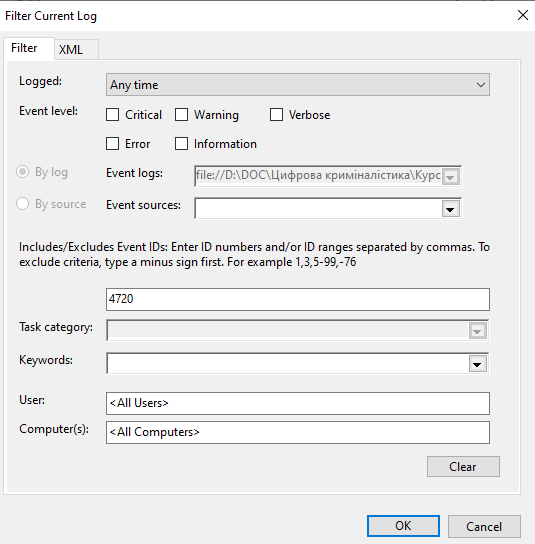 Filter Current Log
Filter XML
Logged: Any time
Event level: Critical Warning Verbose
Error Information
By log Event logs: file://D:\DOC\Цифрова криміналістика\Курс
By source Event sources:
Includes/Excludes Event IDs: Enter ID numbers and/or ID ranges separated by commas. To
exclude criteria, type a minus sign first. For example 1,3,5-99,-76
4720
Task category:
Keywords:
User: <All Users>
Computer(s): <All Computers>
Clear
OK Cancel